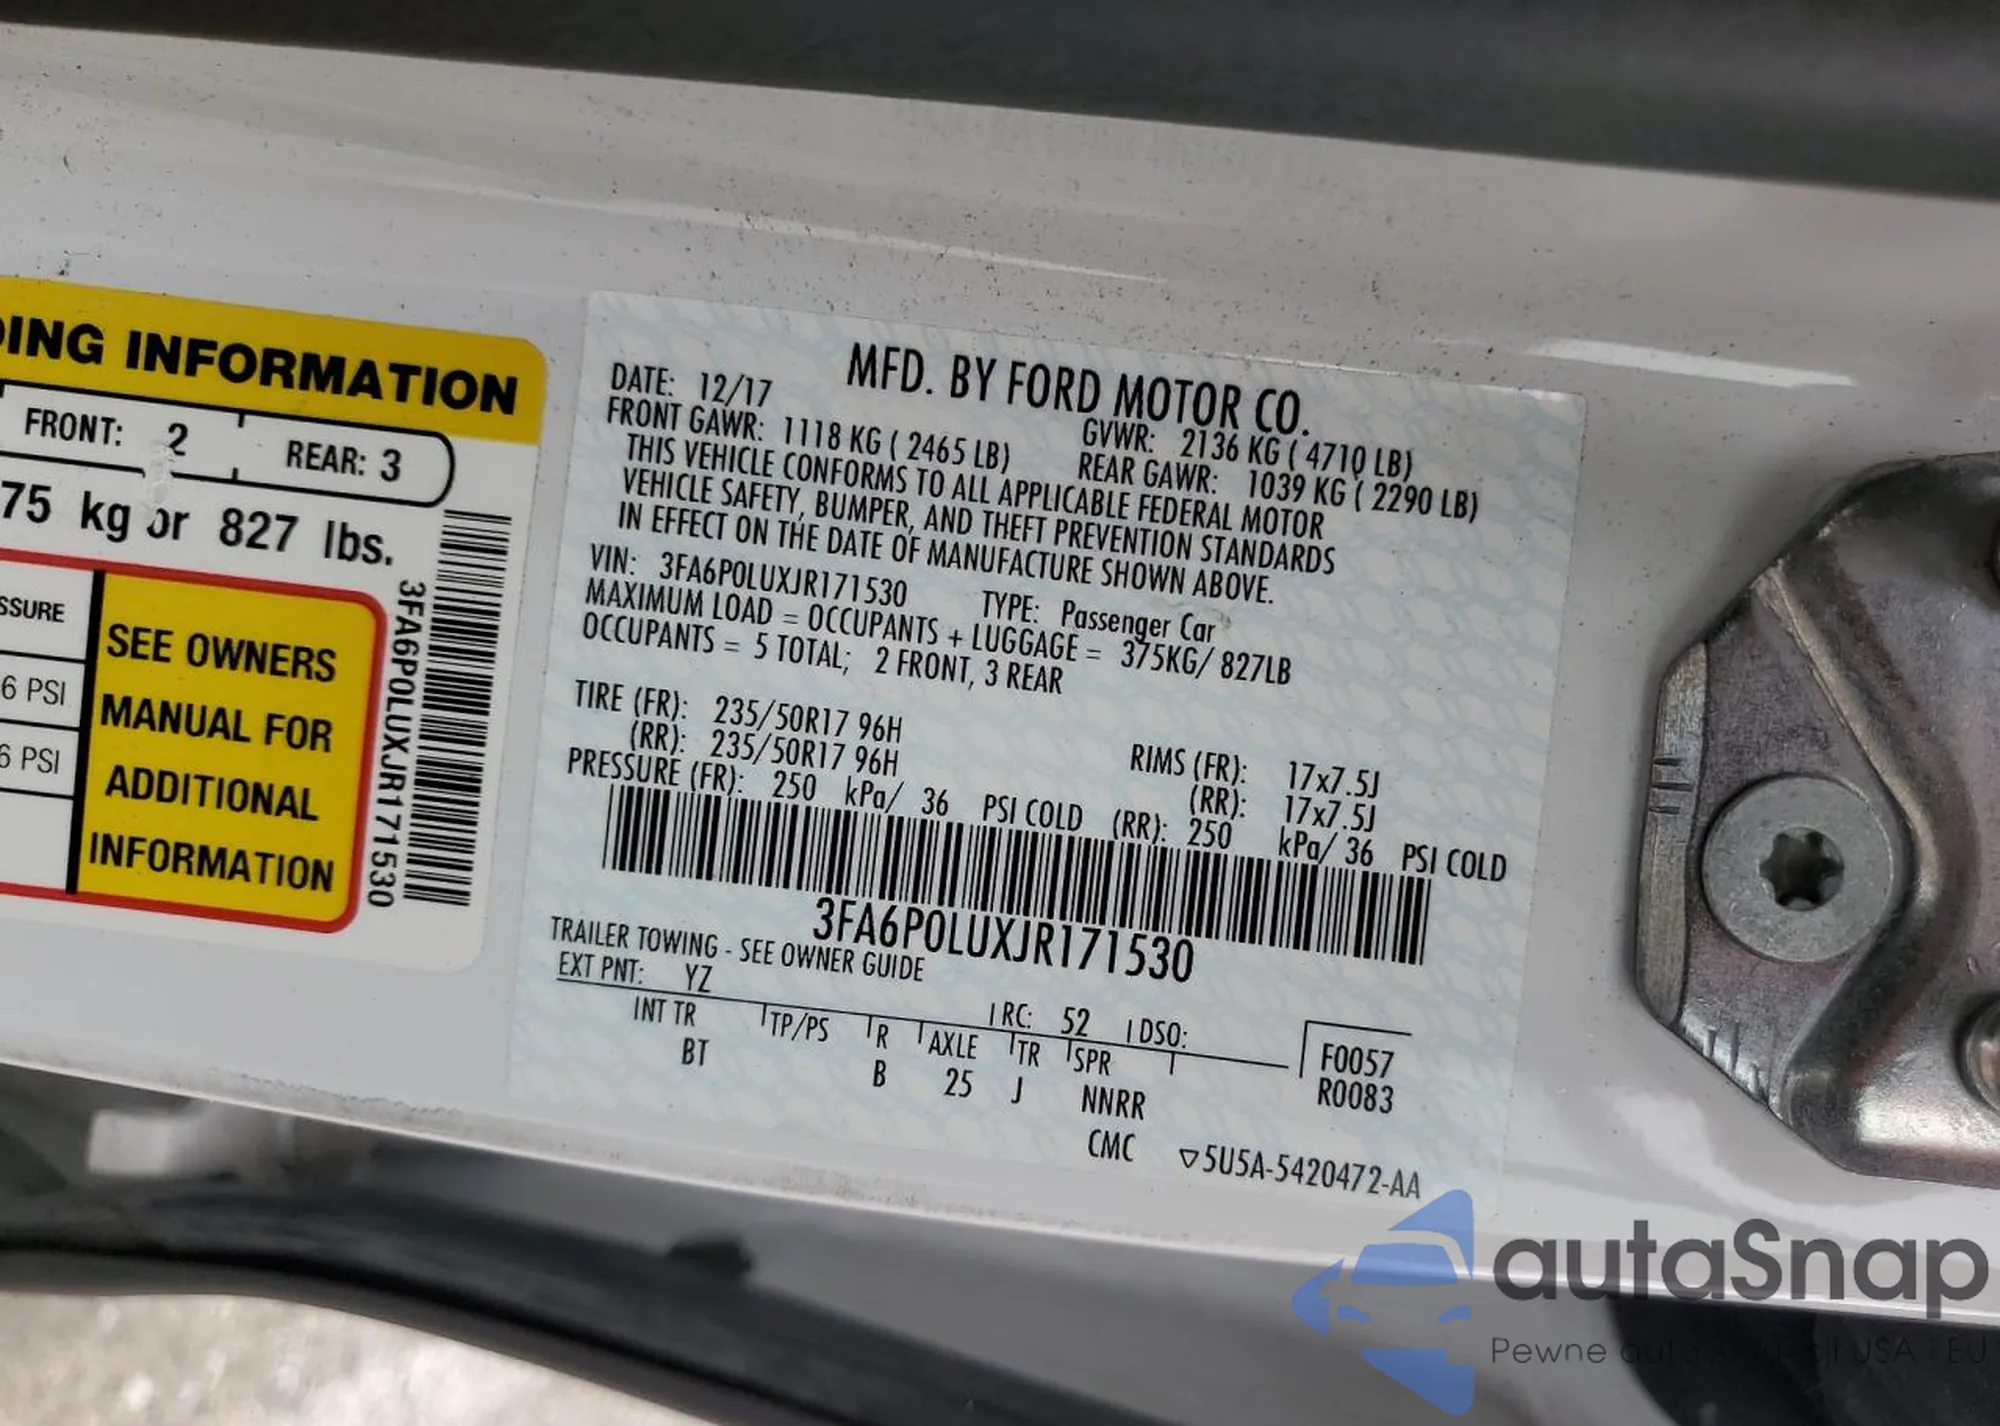 DING INFORMATION
FRONT: 2 REAR: 3
75 kg or 827 lbs.
SSURE
6 PSI
6 PSI
SEE OWNERS
MANUAL FOR
ADDITIONAL
INFORMATION
3FA6P0LUXJR171530
MFD. BY FORD MOTOR CO.
DATE: 12/17 GVWR: 2136 KG ( 4710 LB)
FRONT GAWR: 1118 KG ( 2465 LB) REAR GAWR: 1039 KG ( 2290 LB)
THIS VEHICLE CONFORMS TO ALL APPLICABLE FEDERAL MOTOR
VEHICLE SAFETY, BUMPER, AND THEFT PREVENTION STANDARDS
IN EFFECT ON THE DATE OF MANUFACTURE SHOWN ABOVE.
VIN: 3FA6P0LUXJR171530 TYPE: Passenger Car
MAXIMUM LOAD = OCCUPANTS + LUGGAGE = 375KG/ 827LB
OCCUPANTS = 5 TOTAL; 2 FRONT, 3 REAR
TIRE (FR): 235/50R17 96H RIMS (FR): 17x7.5J
(RR): 235/50R17 96H (RR): 17x7.5J
PRESSURE (FR): 250 kPa/ 36 PSI COLD (RR): 250 kPa/ 36 PSI COLD
3FA6P0LUXJR171530
TRAILER TOWING - SEE OWNER GUIDE
EXT PNT: YZ RC: 52 DSO:
INT TR TP/PS R AXLE TR SPR F0057
BT B 25 J NNRR R0083
CMC ▽5U5A-5420472-AA
autaSnap
Pewne auta USA EU